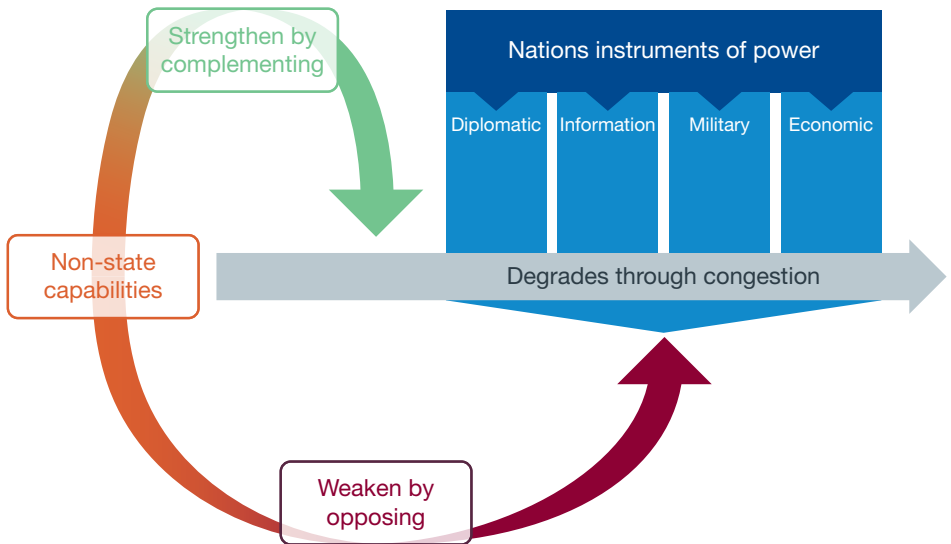 Strengthen by
complementing
Nations instruments of power
Diplomatic
Information
Military
Economic
Non-state
capabilities
Degrades through congestion
Weaken by
opposing